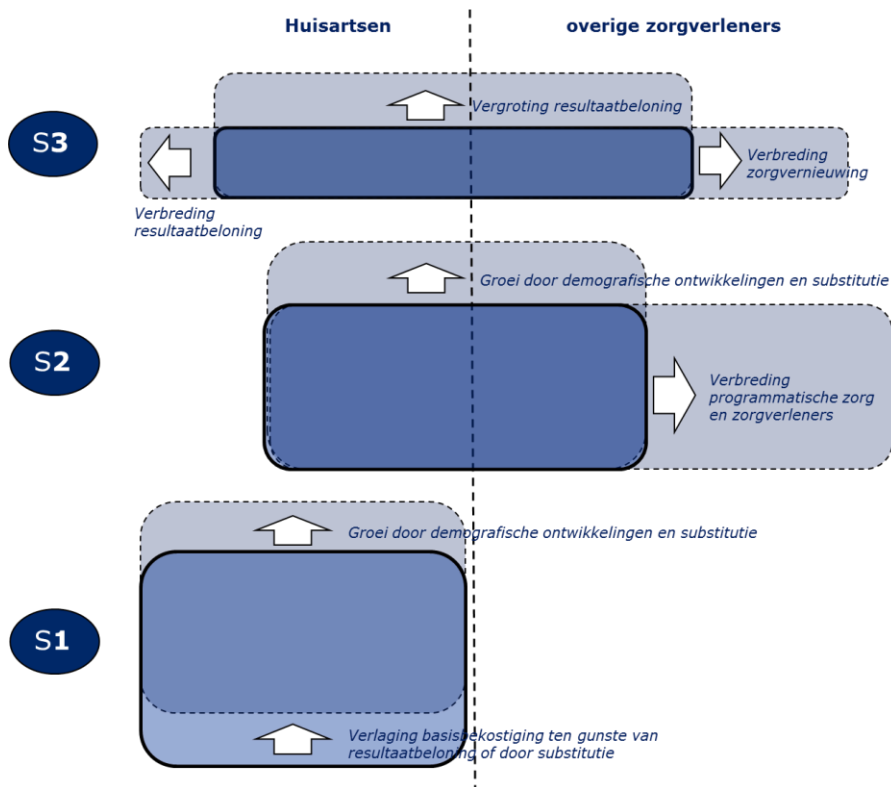 Huisartsen
overige zorgverleners
S3
Vergroting resultaatbeloning
Verbreding
zorgvernieuwing
Verbreding
resultaatbeloning
S2
Groei door demografische ontwikkelingen en substitutie
Verbreding
programmatische zorg
en zorgverleners
S1
Groei door demografische ontwikkelingen en substitutie
Verlaging basisbekostiging ten gunste van
resultaatbeloning of door substitutie